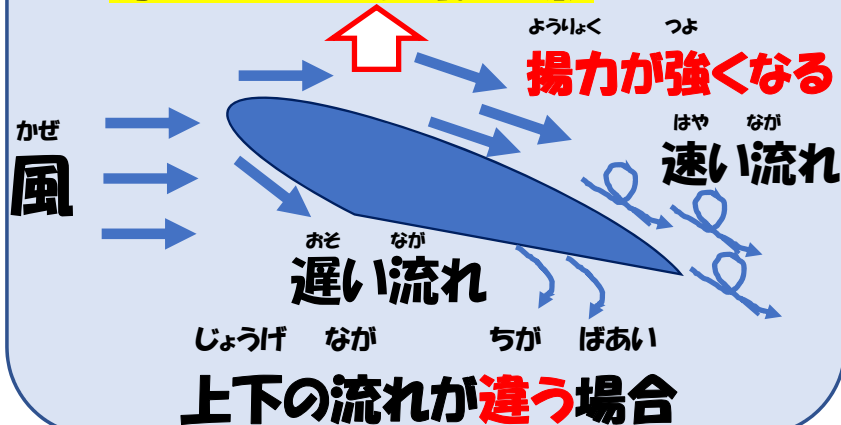 ようりょく つよ
揚力が強くなる
はや なが
速い流れ
かぜ
風
おそ なが
遅い流れ
じょうげ なが ちが ばあい
上下の流れが違う場合